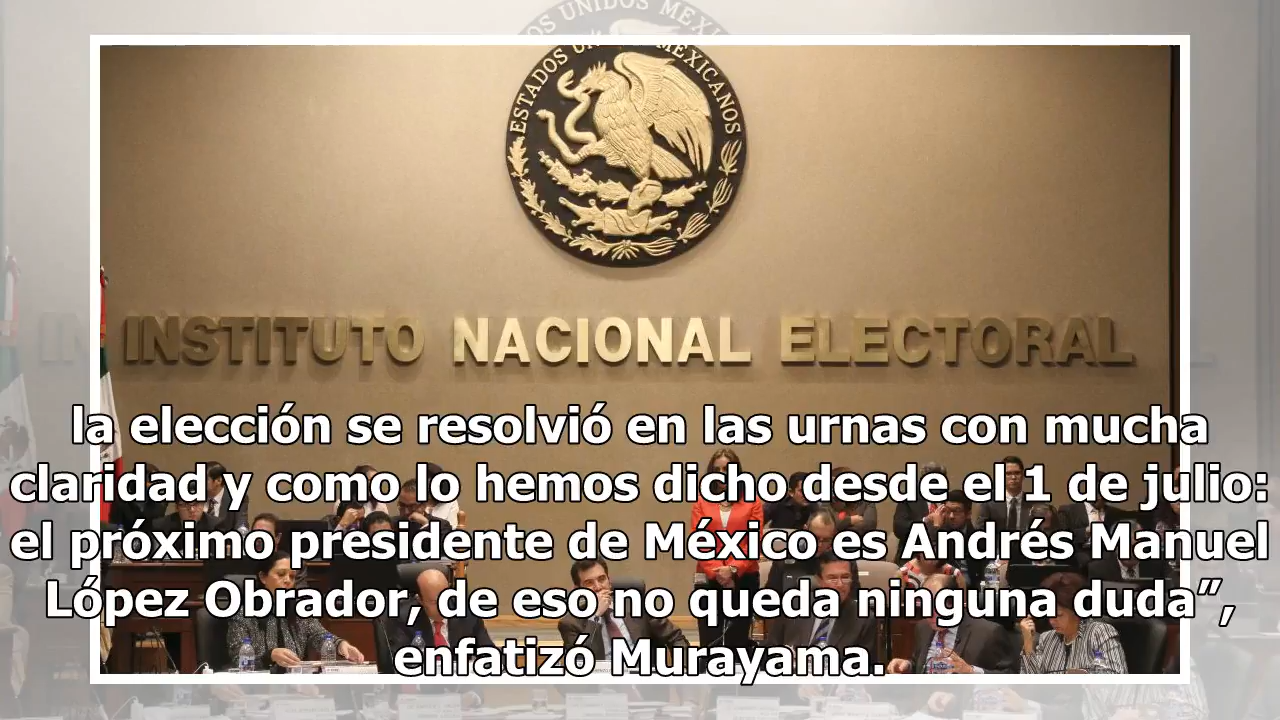 ESTADOS UNIDOS MEXICANOS
INSTITUTO NACIONAL ELECTORAL
la elección se resolvió en las urnas con mucha
claridad y como lo hemos dicho desde el 1 de julio:
el próximo presidente de México es Andrés Manuel
López Obrador, de eso no queda ninguna duda”,
enfatizó Murayama.